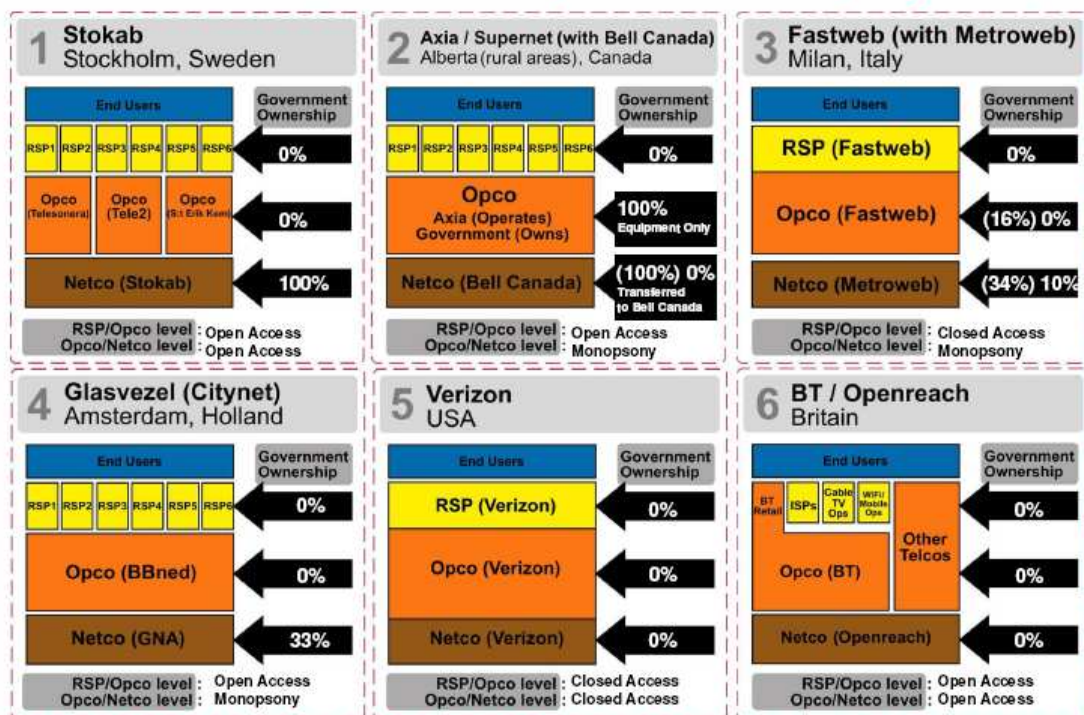 1 Stokab
Stockholm, Sweden
End Users
Government
Ownership
RSP1 RSP2 RSP3 RSP4 RSP5 RSP6
0%
Opco
(Telesonera)
Opco
(Tele2)
Opco
(S:t Erik Kom)
0%
Netco (Stokab)
100%
RSP/Opco level : Open Access
Opco/Netco level : Open Access
2 Axia / Supernet (with Bell Canada)
Alberta (rural areas), Canada
End Users
Government
Ownership
RSP1 RSP2 RSP3 RSP4 RSP5 RSP6
0%
Opco
Axia (Operates)
Government (Owns)
100%
Equipment Only
Netco (Bell Canada)
(100%) 0%
Transferred
to Bell Canada
RSP/Opco level : Open Access
Opco/Netco level : Monopsony
3 Fastweb (with Metroweb)
Milan, Italy
End Users
Government
Ownership
RSP (Fastweb)
0%
Opco (Fastweb)
(16%) 0%
Netco (Metroweb)
(34%) 10%
RSP/Opco level : Closed Access
Opco/Netco level : Monopsony
4 Glasvezel (Citynet)
Amsterdam, Holland
End Users
Government
Ownership
RSP1 RSP2 RSP3 RSP4 RSP5 RSP6
0%
Opco (BBned)
0%
Netco (GNA)
33%
RSP/Opco level : Open Access
Opco/Netco level : Monopsony
5 Verizon
USA
End Users
Government
Ownership
RSP (Verizon)
0%
Opco (Verizon)
0%
Netco (Verizon)
0%
RSP/Opco level : Closed Access
Opco/Netco level : Closed Access
6 BT / Openreach
Britain
End Users
Government
Ownership
BT
Retail
ISPs
Cable
TV
Ops
WiFi/
Mobile
Ops
Other
Telcos
0%
Opco (BT)
0%
Netco (Openreach)
0%
RSP/Opco level : Open Access
Opco/Netco level : Open Access